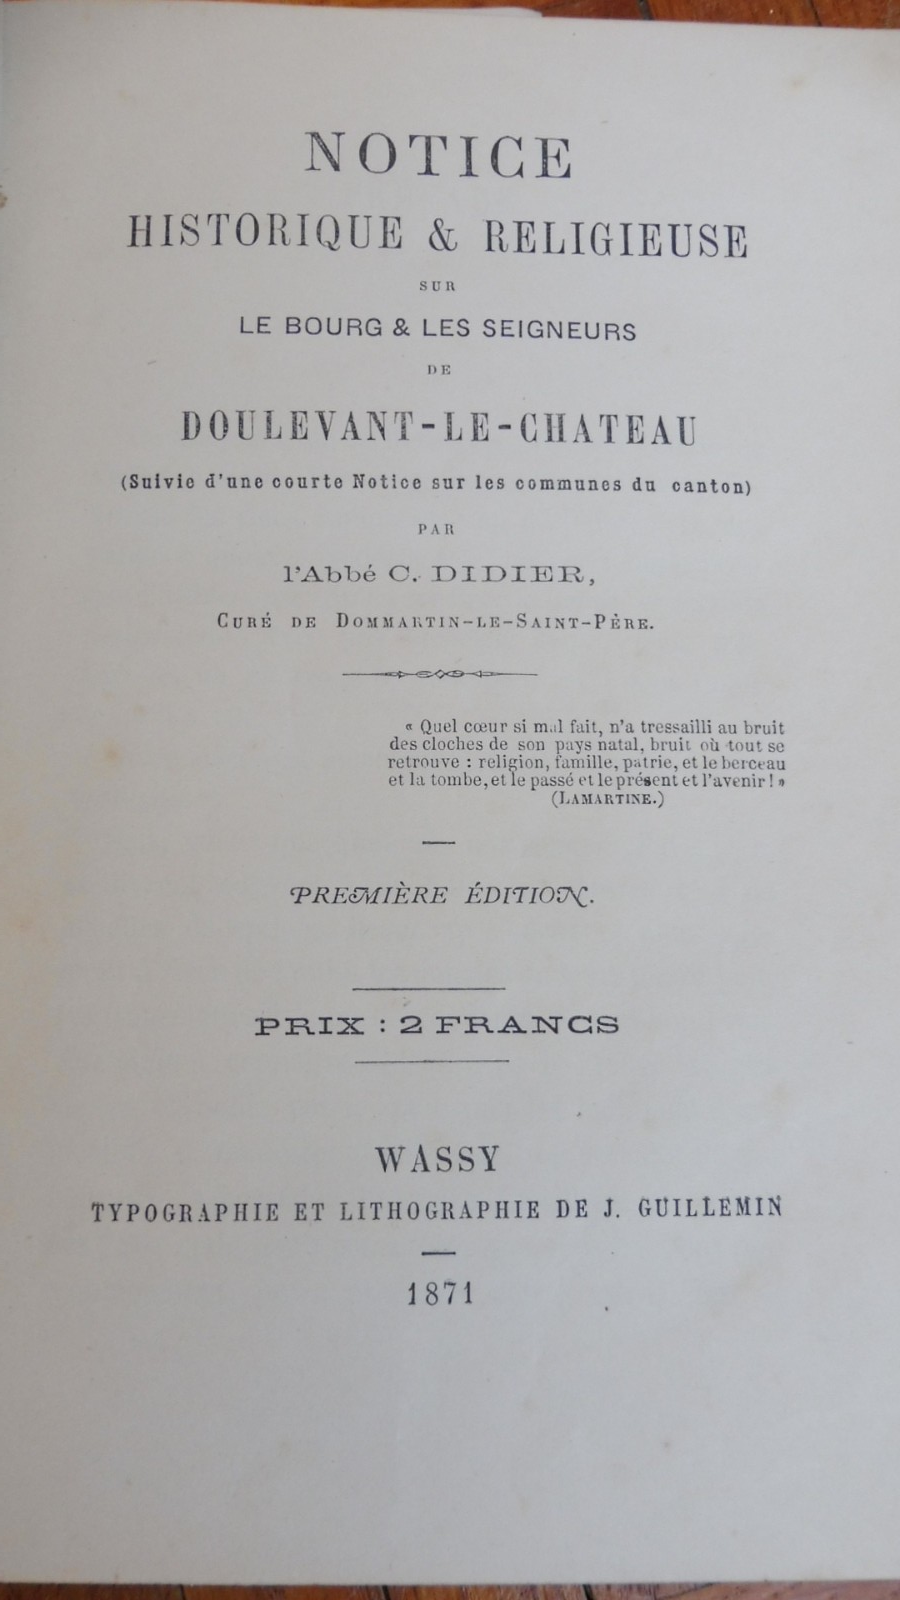 NOTICE
HISTORIQUE & RELIGIEUSE
SUR
LE BOURG & LES SEIGNEURS
DE
DOULEVANT-LE-CHATEAU
(Suivie d'une courte Notice sur les communes du canton)
PAR
l'Abbé C. DIDIER,
CURÉ DE DOMMARTIN-LE-SAINT-PÈRE.
« Quel cœur si mal fait, n'a tressailli au bruit
des cloches de son pays natal, bruit où tout se
retrouve : religion, famille, patrie, et le berceau
et la tombe, et le passé et le présent et l'avenir ! »
(LAMARTINE.)
PREMIÈRE ÉDITION.
PRIX : 2 FRANCS
WASSY
TYPOGRAPHIE ET LITHOGRAPHIE DE J. GUILLEMIN
1871